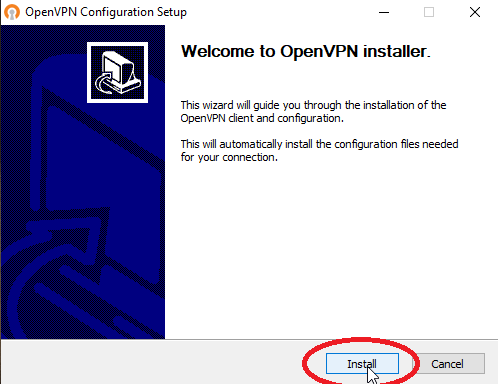 OpenVPN Configuration Setup
Welcome to OpenVPN installer.
This wizard will guide you through the installation of the
OpenVPN client and configuration.
This will automatically install the configuration files needed
for your connection.
Install
Cancel